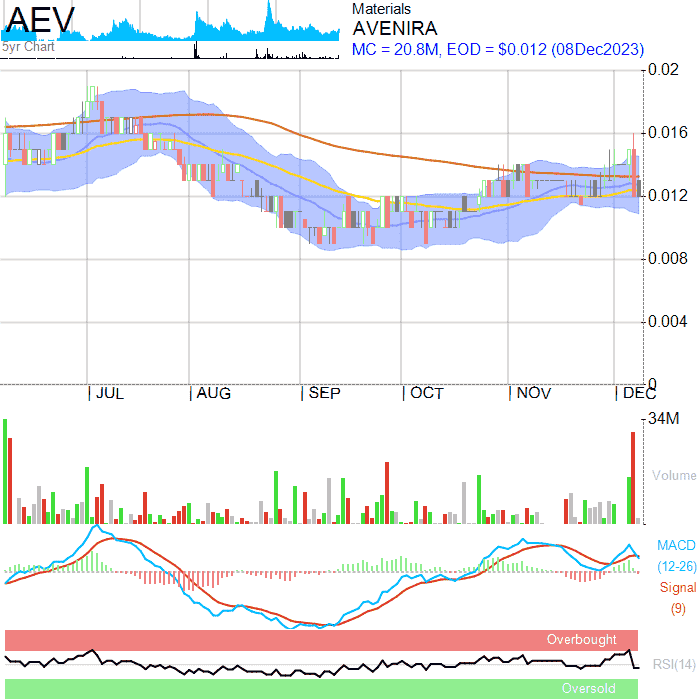 AEV
5yr Chart
Materials
AVENIRA
MC = 20.8M, EOD = $0.012 (08Dec2023)
0.02
0.016
0.012
0.008
0.004
0
JUL
AUG
SEP
OCT
NOV
DEC
34M
Volume
MACD
(12-26)
Signal
(9)
Overbought
RSI(14)
Oversold